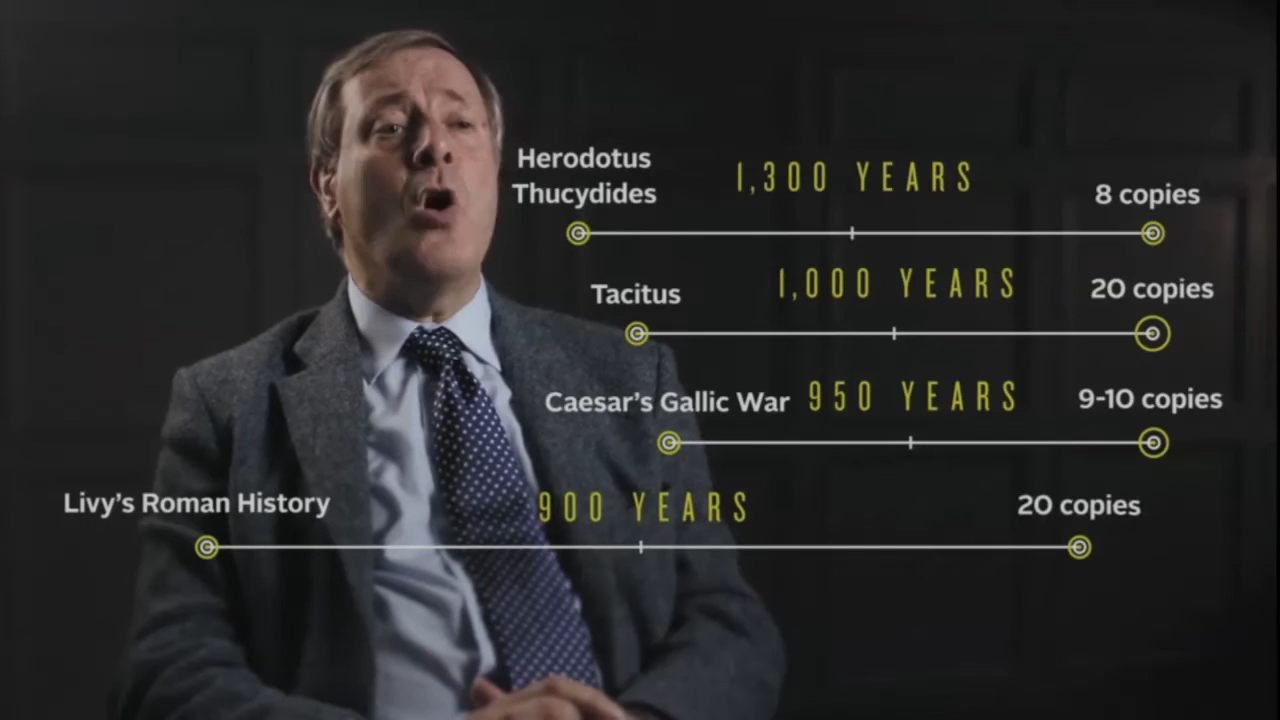 Herodotus
Thucydides
1,300 YEARS
8 copies
Tacitus
1,000 YEARS
20 copies
Caesar's Gallic War
950 YEARS
9-10 copies
Livy's Roman History
900 YEARS
20 copies